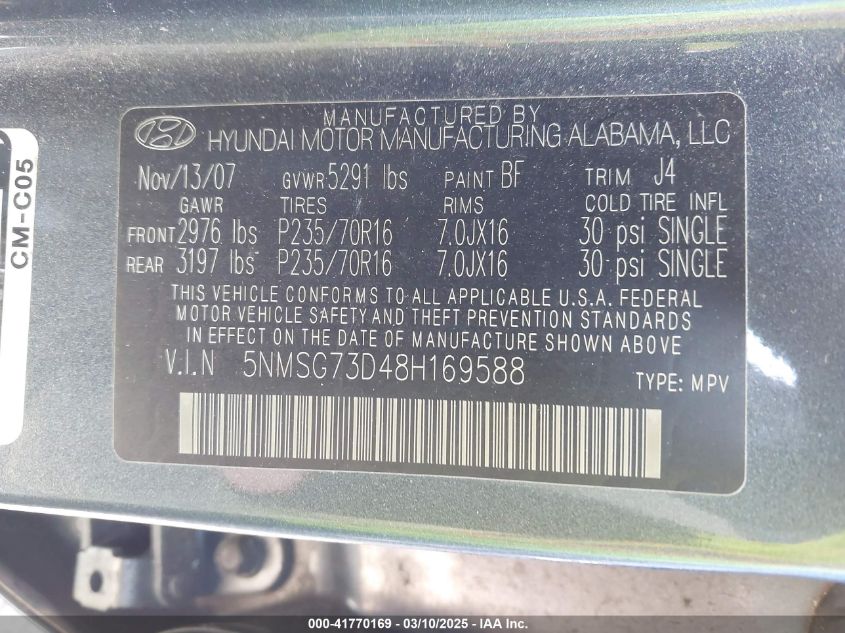 MANUFACTURED BY
HYUNDAI MOTOR MANUFACTURING ALABAMA, LLC
Nov/13/07 GVWR 5291 lbs PAINT BF TRIM J4
GAWR TIRES RIMS COLD TIRE INFL
FRONT 2976 lbs P235/70R16 7.0JX16 30 psi SINGLE
REAR 3197 lbs P235/70R16 7.0JX16 30 psi SINGLE
THIS VEHICLE CONFORMS TO ALL APPLICABLE U.S.A. FEDERAL
MOTOR VEHICLE SAFETY AND THEFT PREVENTION STANDARDS
IN EFFECT ON THE DATE OF MANUFACTURE SHOWN ABOVE
V.I.N 5NMSG73D48H169588 TYPE: MPV
CM-C05
000-41770169 - 03/10/2025 - IAA Inc.